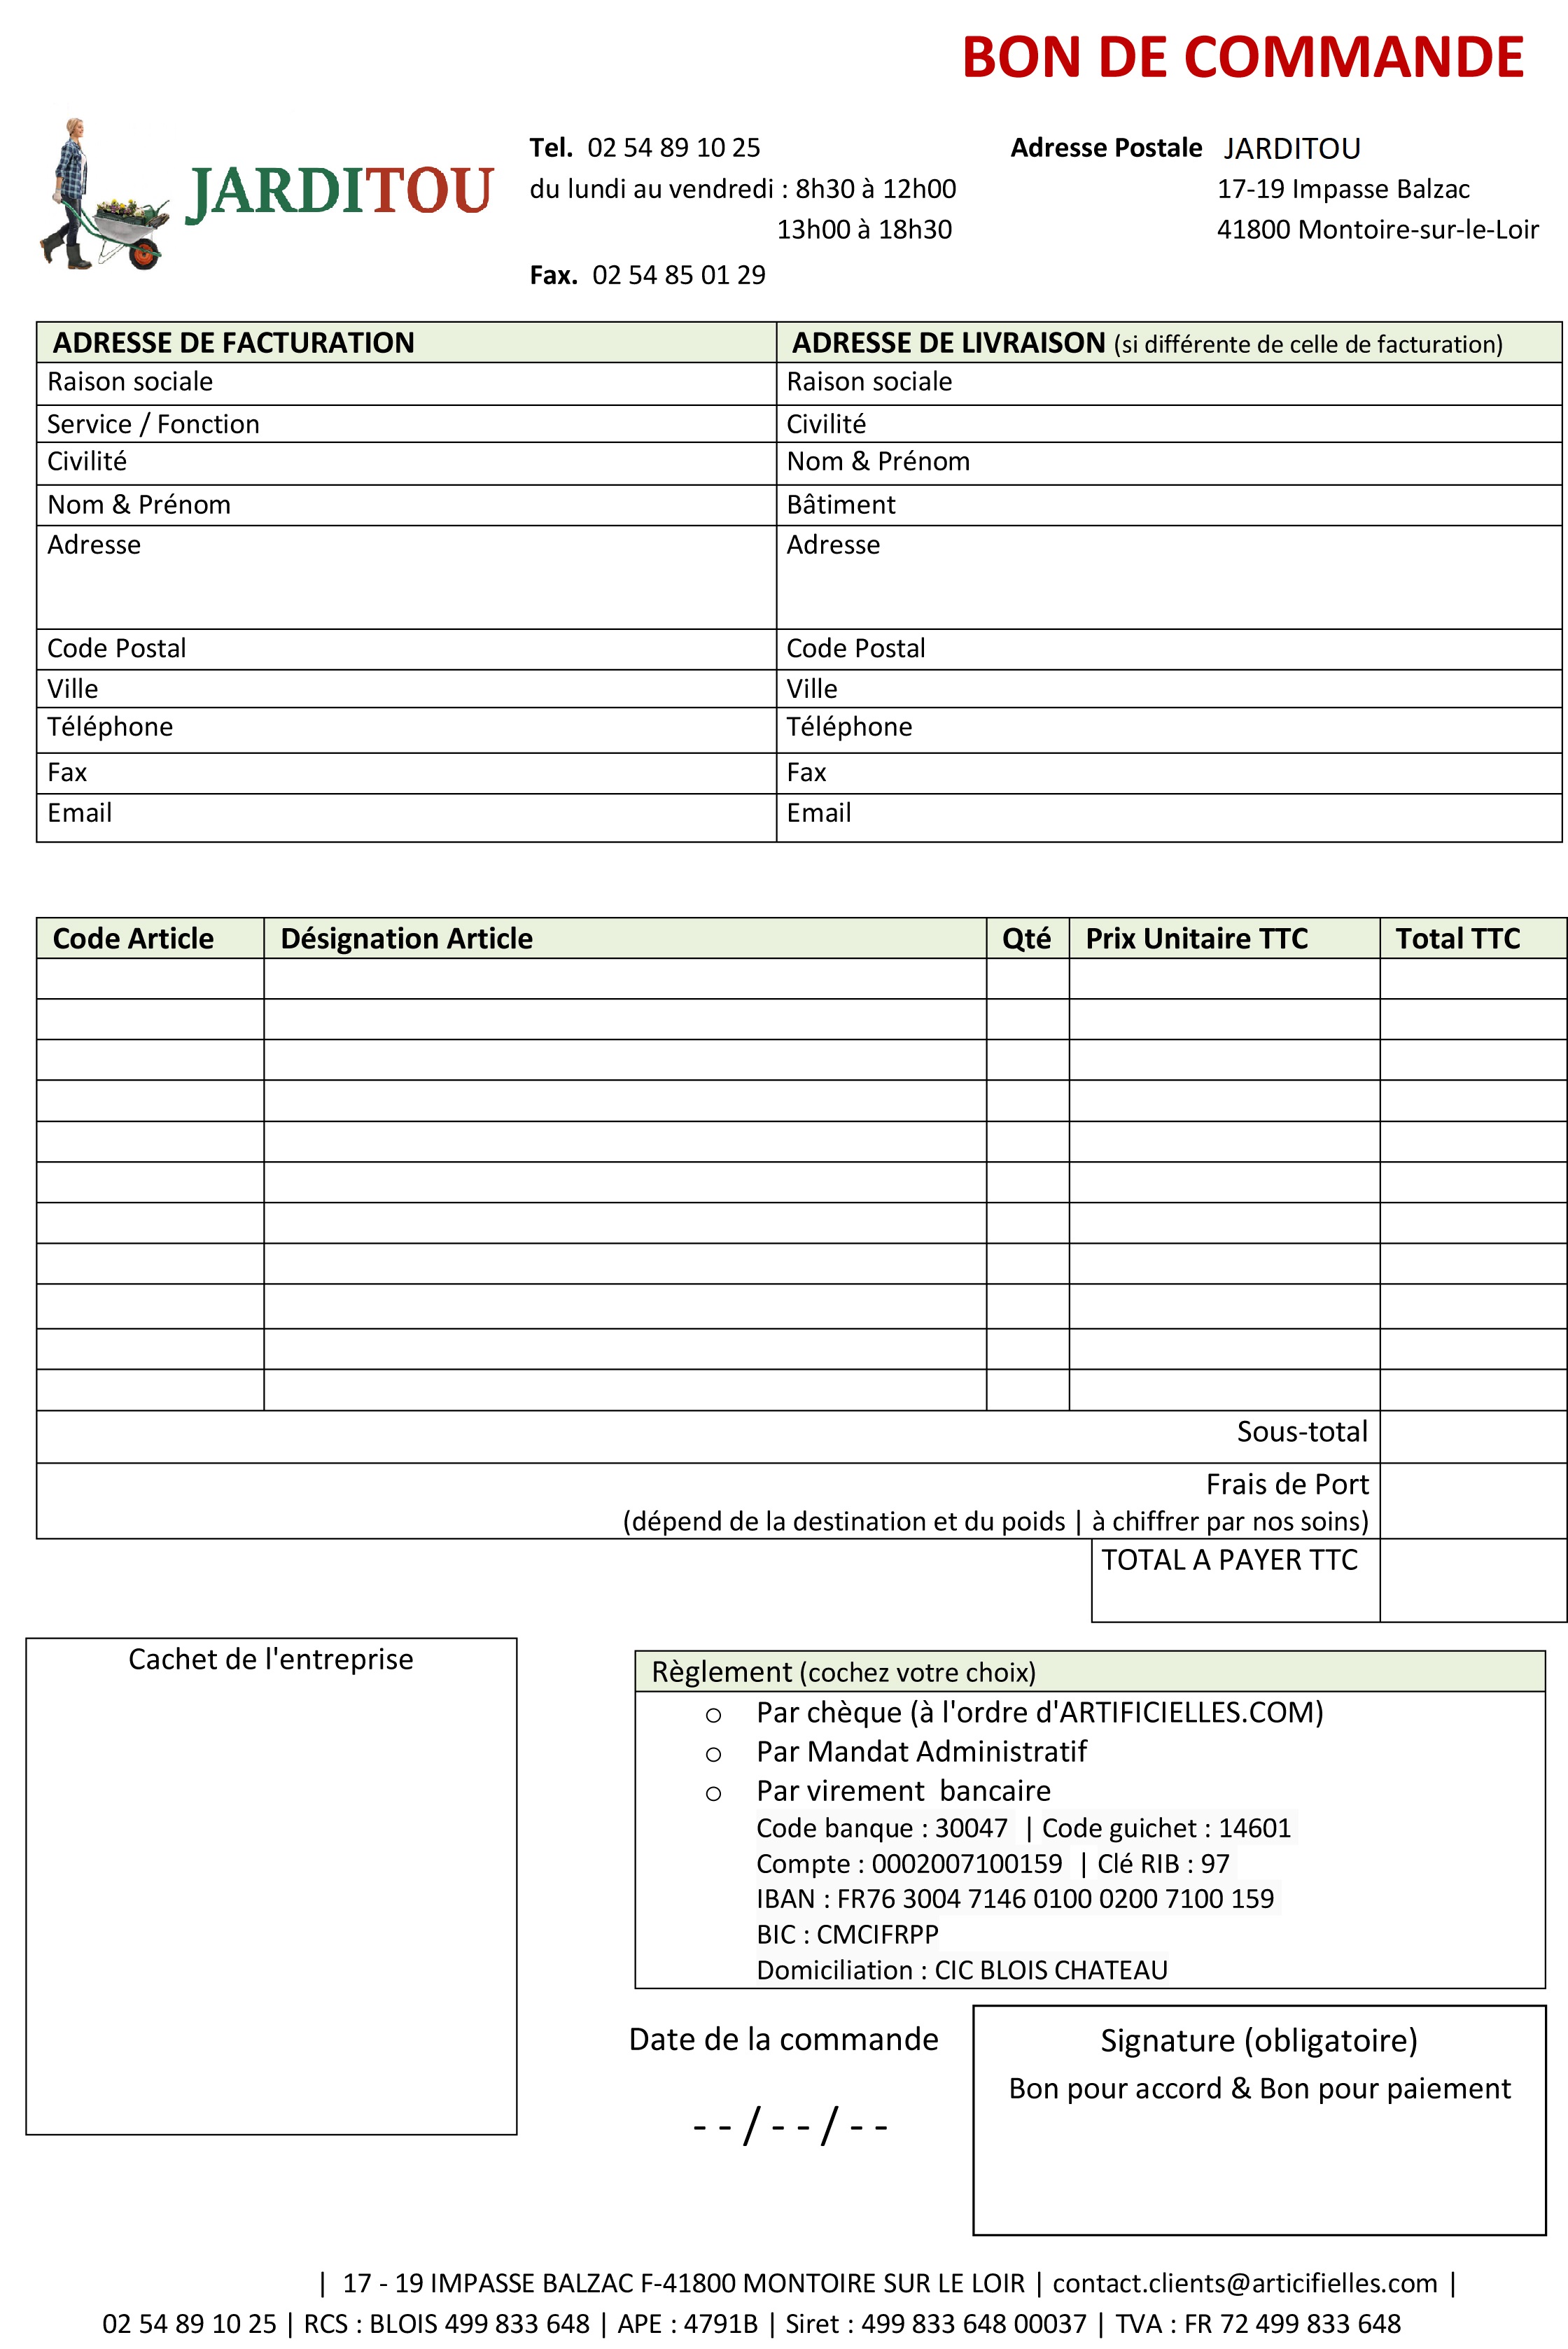 BON DE COMMANDE
JARDITOU
Tel. 02 54 89 10 25
du lundi au vendredi : 8h30 à 12h00
13h00 à 18h30
Fax. 02 54 85 01 29
Adresse Postale JARDITOU
17-19 Impasse Balzac
41800 Montoire-sur-le-Loir
ADRESSE DE FACTURATION
Raison sociale
Service / Fonction
Civilité
Nom & Prénom
Adresse
Code Postal
Ville
Téléphone
Fax
Email
ADRESSE DE LIVRAISON (si différente de celle de facturation)
Raison sociale
Civilité
Nom & Prénom
Bâtiment
Adresse
Code Postal
Ville
Téléphone
Fax
Email
Code Article Désignation Article Qté Prix Unitaire TTC Total TTC
Sous-total
Frais de Port
(dépend de la destination et du poids | à chiffrer par nos soins)
TOTAL A PAYER TTC
Cachet de l'entreprise
Règlement (cochez votre choix)
o Par chèque (à l'ordre d'ARTIFICIELLES.COM)
o Par Mandat Administratif
o Par virement bancaire
Code banque : 30047 | Code guichet : 14601
Compte : 0002007100159 | Clé RIB : 97
IBAN : FR76 3004 7146 0100 0200 7100 159
BIC : CMCIFRPP
Domiciliation : CIC BLOIS CHATEAU
Date de la commande
- - / - - / - -
Signature (obligatoire)
Bon pour accord & Bon pour paiement
| 17 - 19 IMPASSE BALZAC F-41800 MONTOIRE SUR LE LOIR | contact.clients@articifielles.com |
02 54 89 10 25 | RCS : BLOIS 499 833 648 | APE : 4791B | Siret : 499 833 648 00037 | TVA : FR 72 499 833 648